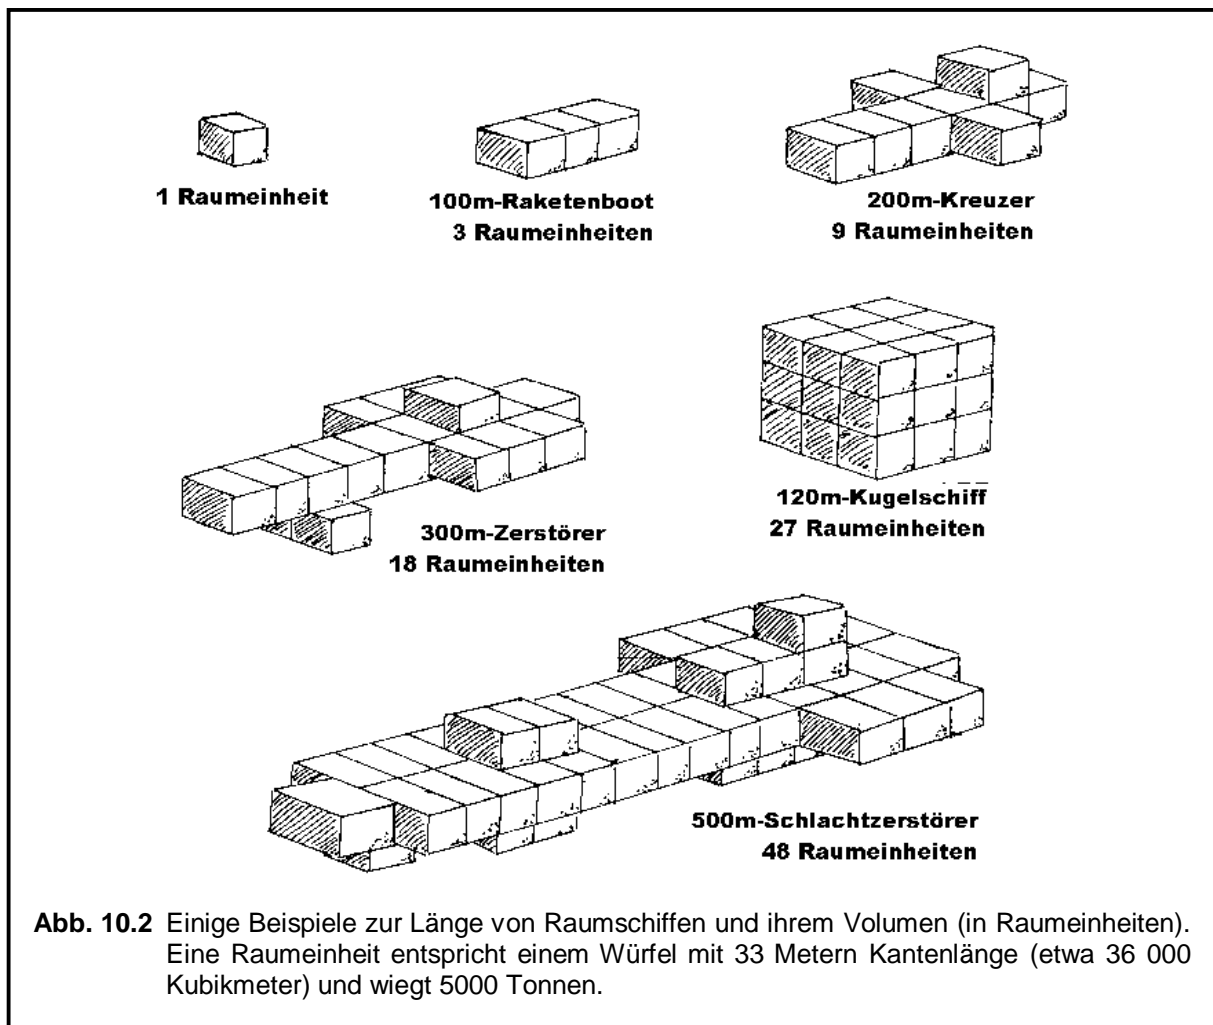 1 Raumeinheit
100m-Raketenboot
3 Raumeinheiten
200m-Kreuzer
9 Raumeinheiten
300m-Zerstörer
18 Raumeinheiten
120m-Kugelschiff
27 Raumeinheiten
500m-Schlachtzerstörer
48 Raumeinheiten
Abb. 10.2 Einige Beispiele zur Länge von Raumschiffen und ihrem Volumen (in Raumeinheiten).
Eine Raumeinheit entspricht einem Würfel mit 33 Metern Kantenlänge (etwa 36 000
Kubikmeter) und wiegt 5000 Tonnen.